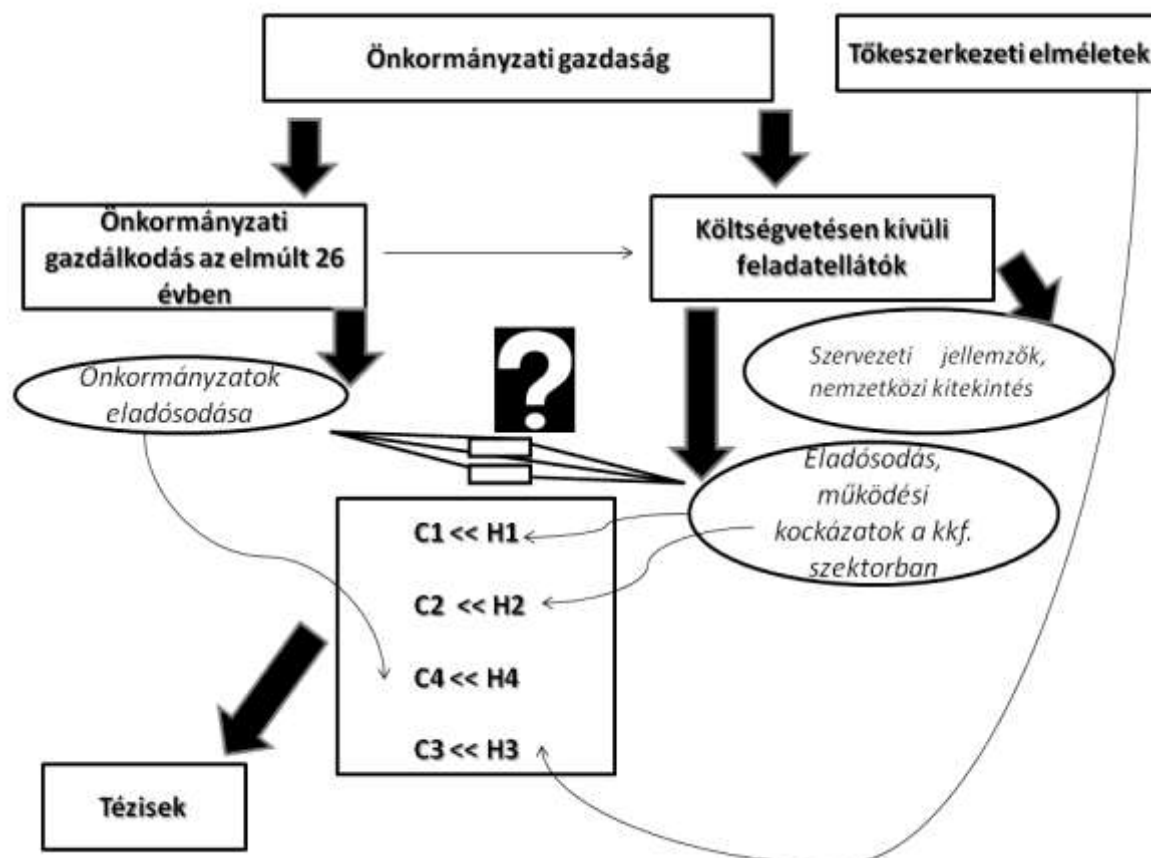 Önkormányzati gazdaság
Tőkeszerkezeti elméletek
Önkormányzati
gazdálkodás az elmúlt 26
évben
Költségvetésen kívüli
feladatellátók
Szervezeti jellemzők,
nemzetközi kitekintés
Önkormányzatok
eladósodása
?
Eladósodás,
működési
kockázatok a kkf.
szektorban
C1 << H1
C2 << H2
C4 << H4
C3 << H3
Tézisek